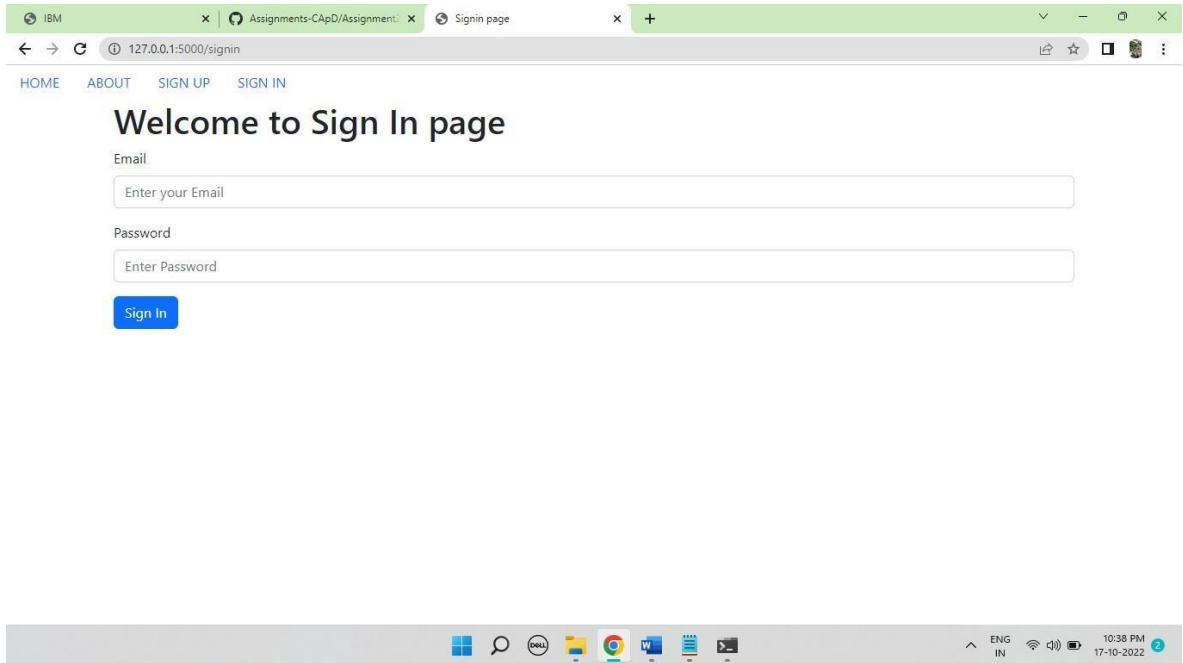 IBM
Assignments-CApD/Assignment
Signin page
127.0.0.1:5000/signin
HOME ABOUT SIGN UP SIGN IN
Welcome to Sign In page
Email
Enter your Email
Password
Enter Password
Sign In
DELL
W
ENG
IN
10:38 PM
17-10-2022
2